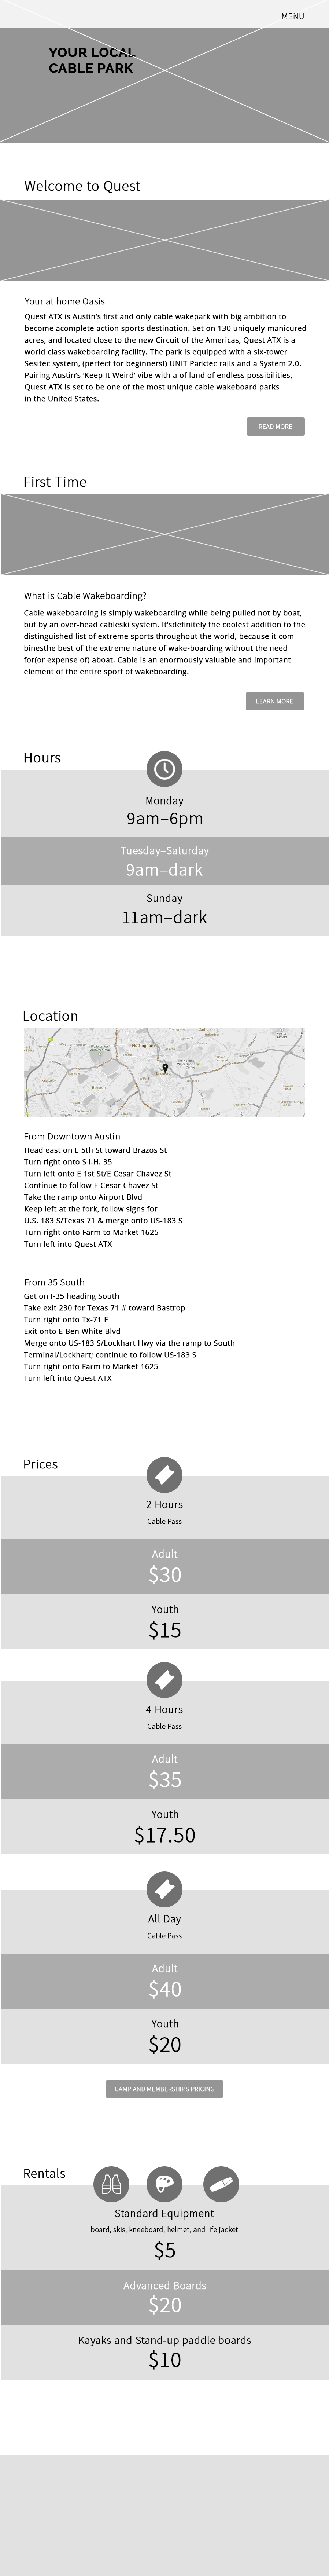 MENU
YOUR LOCAL
CABLE PARK
Welcome to Quest
Your at home Oasis
Quest ATX is Austin's first and only cable wakepark with big ambition to
become acomplete action sports destination. Set on 130 uniquely-manicured
acres, and located close to the new Circuit of the Americas, Quest ATX is a
world class wakeboarding facility. The park is equipped with a six-tower
Sesitec system, (perfect for beginners!) UNIT Parktec rails and a System 2.0.
Pairing Austin's 'Keep It Weird' vibe with a of land of endless possibilities,
Quest ATX is set to be one of the most unique cable wakeboard parks
in the United States.
READ MORE
First Time
What is Cable Wakeboarding?
Cable wakeboarding is simply wakeboarding while being pulled not by boat,
but by an over-head cableski system. It'sdefinitely the coolest addition to the
distinguished list of extreme sports throughout the world, because it com-
binesthe best of the extreme nature of wake-boarding without the need
for(or expense of) aboat. Cable is an enormously valuable and important
element of the entire sport of wakeboarding.
LEARN MORE
Hours
Monday
9am–6pm
Tuesday–Saturday
9am–dark
Sunday
11am–dark
Location
Nottingham
From Downtown Austin
Head east on E 5th St toward Brazos St
Turn right onto S I.H. 35
Turn left onto E 1st St/E Cesar Chavez St
Continue to follow E Cesar Chavez St
Take the ramp onto Airport Blvd
Keep left at the fork, follow signs for
U.S. 183 S/Texas 71 & merge onto US-183 S
Turn right onto Farm to Market 1625
Turn left into Quest ATX
From 35 South
Get on I-35 heading South
Take exit 230 for Texas 71 # toward Bastrop
Turn right onto Tx-71 E
Exit onto E Ben White Blvd
Merge onto US-183 S/Lockhart Hwy via the ramp to South
Terminal/Lockhart; continue to follow US-183 S
Turn right onto Farm to Market 1625
Turn left into Quest ATX
Prices
2 Hours
Cable Pass
Adult
$30
Youth
$15
4 Hours
Cable Pass
Adult
$35
Youth
$17.50
All Day
Cable Pass
Adult
$40
Youth
$20
CAMP AND MEMBERSHIPS PRICING
Rentals
Standard Equipment
board, skis, kneeboard, helmet, and life jacket
$5
Advanced Boards
$20
Kayaks and Stand-up paddle boards
$10